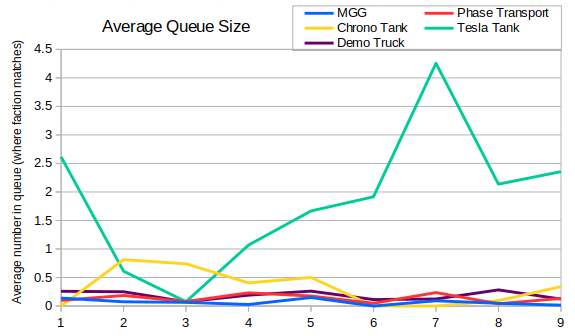 Average Queue Size
MGG
Phase Transport
Chrono Tank
Tesla Tank
Demo Truck
Average number in queue (where faction matches)
4.5
4
3.5
3
2.5
2
1.5
1
0.5
0
1 2 3 4 5 6 7 8 9